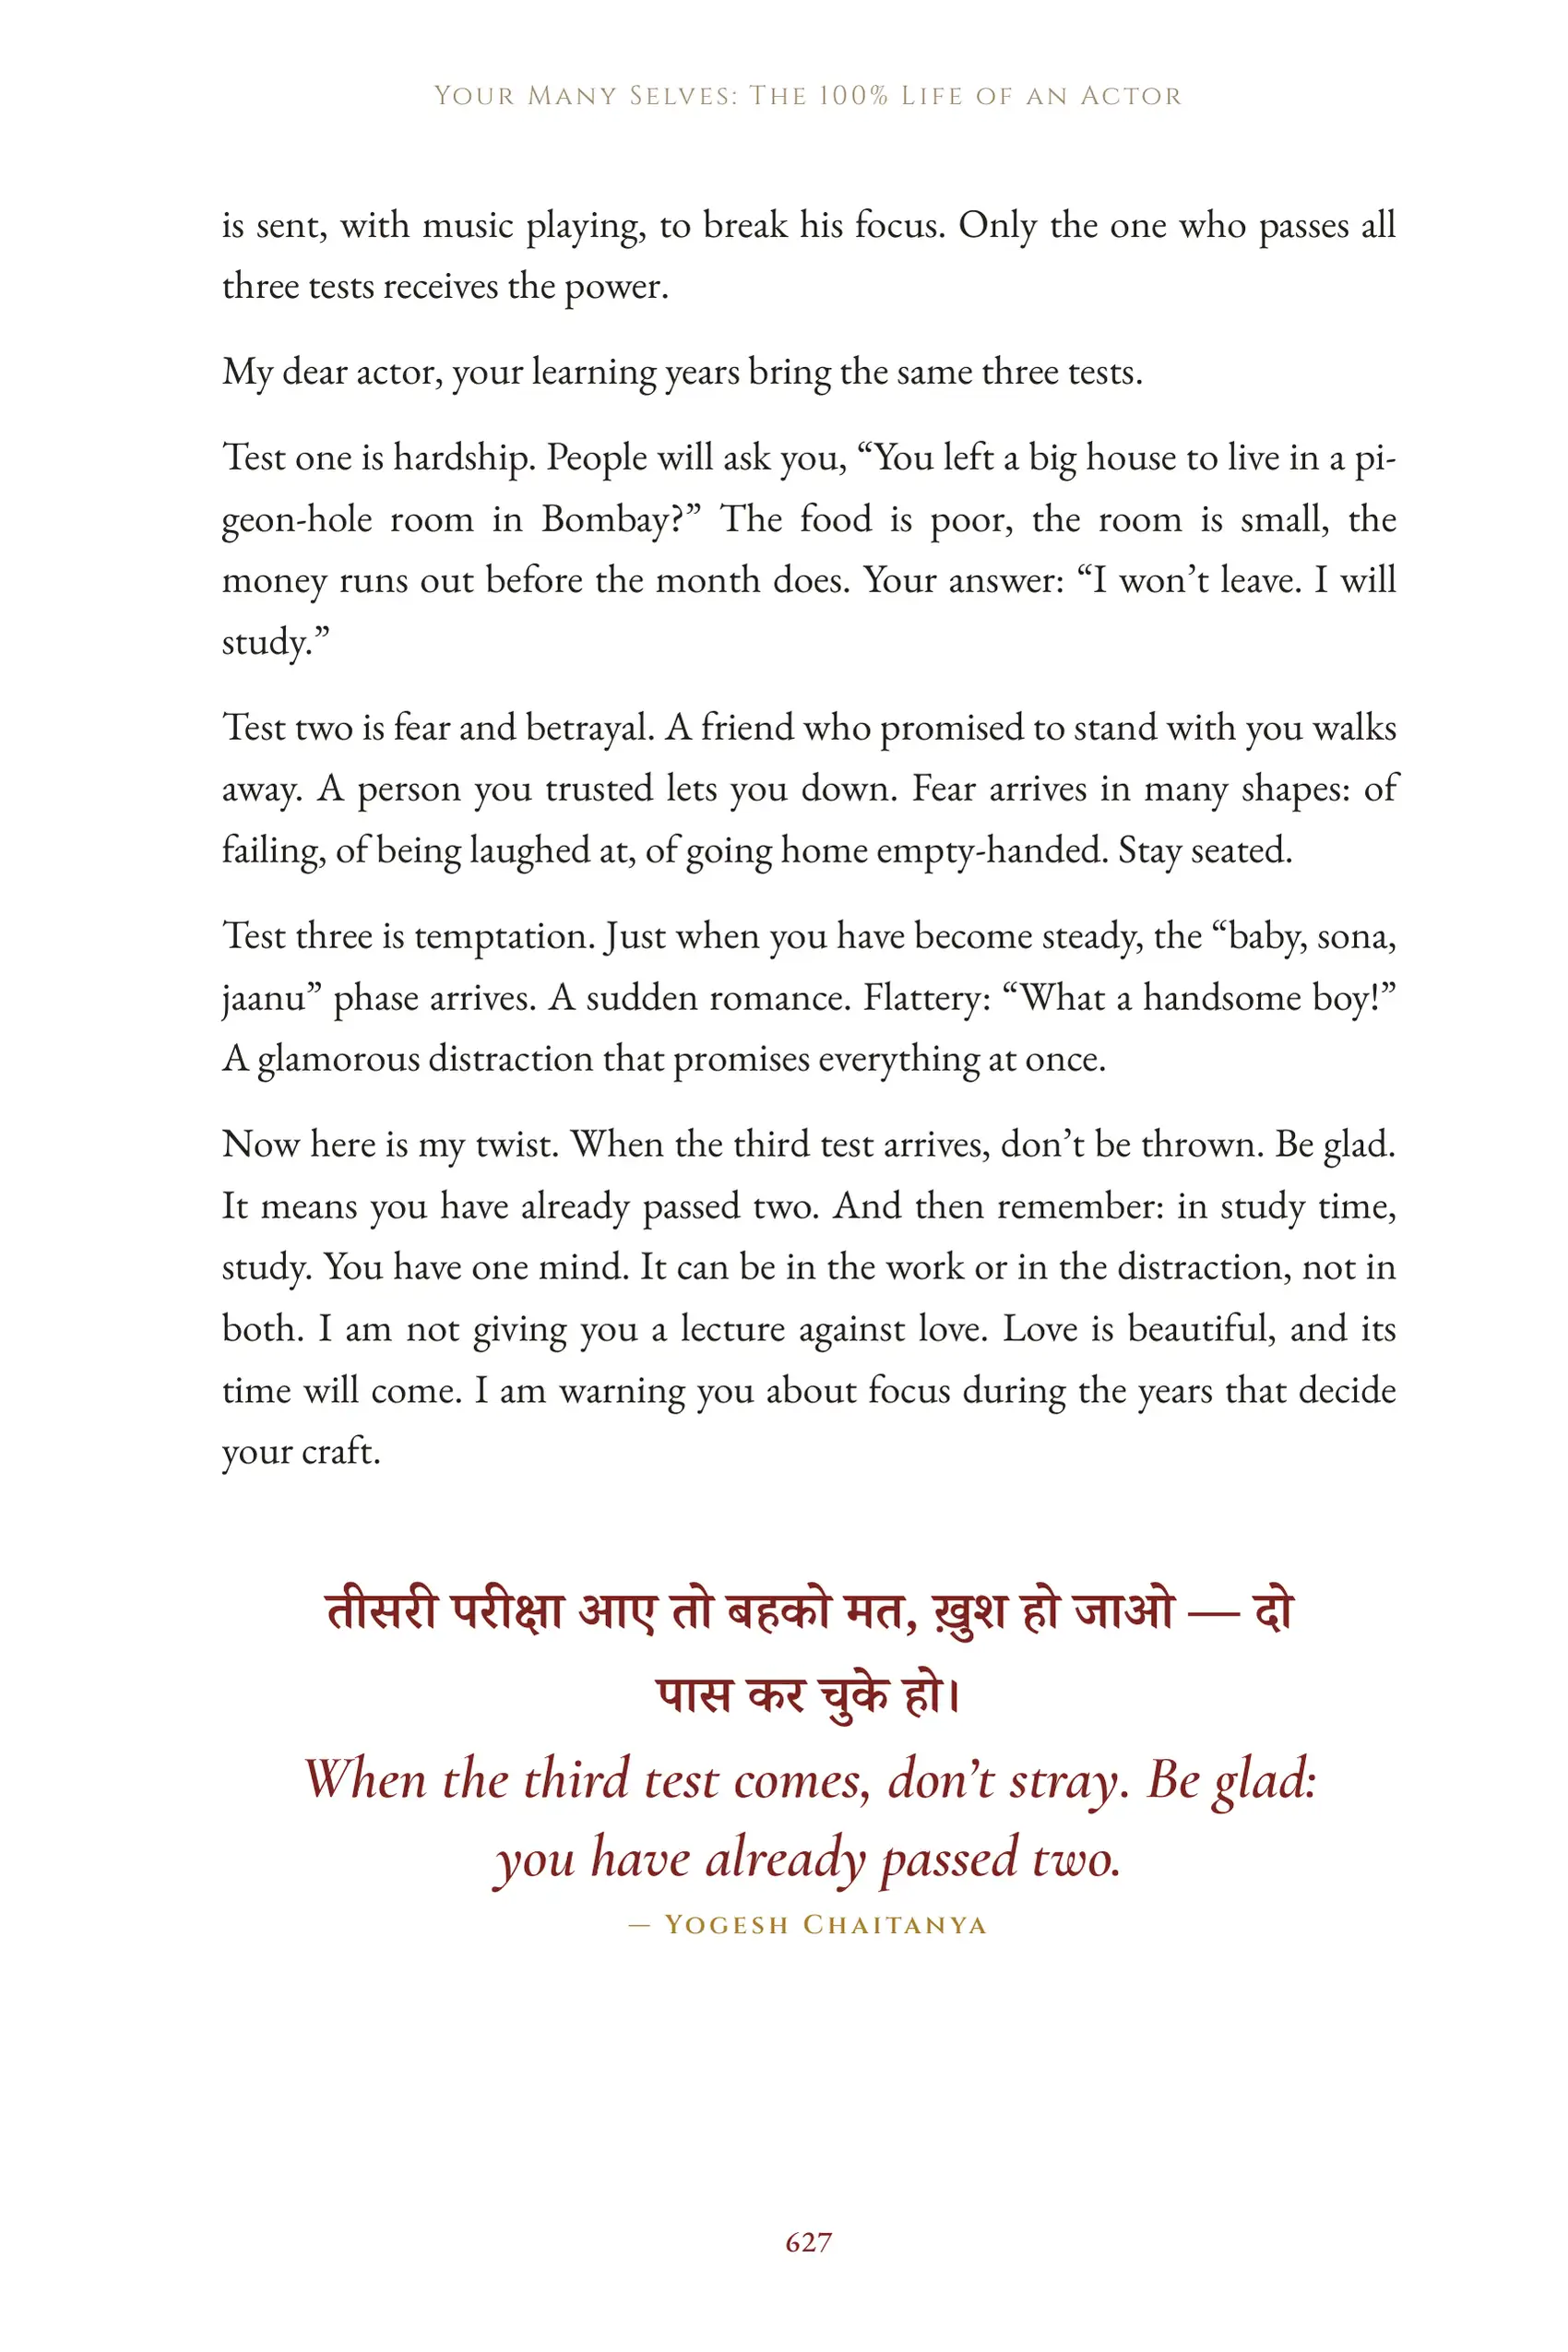 Your Many Selves: The 100% Life of an Actor
is sent, with music playing, to break his focus. Only the one who passes all
three tests receives the power.
My dear actor, your learning years bring the same three tests.
Test one is hardship. People will ask you, “You left a big house to live in a pi-
geon-hole room in Bombay?” The food is poor, the room is small, the
money runs out before the month does. Your answer: “I won’t leave. I will
study.”
Test two is fear and betrayal. A friend who promised to stand with you walks
away. A person you trusted lets you down. Fear arrives in many shapes: of
failing, of being laughed at, of going home empty-handed. Stay seated.
Test three is temptation. Just when you have become steady, the “baby, sona,
jaanu” phase arrives. A sudden romance. Flattery: “What a handsome boy!”
A glamorous distraction that promises everything at once.
Now here is my twist. When the third test arrives, don’t be thrown. Be glad.
It means you have already passed two. And then remember: in study time,
study. You have one mind. It can be in the work or in the distraction, not in
both. I am not giving you a lecture against love. Love is beautiful, and its
time will come. I am warning you about focus during the years that decide
your craft.
तीसरी परीक्षा आए तो बहको मत, ख़ुश हो जाओ — दो
पास कर चुके हो।
When the third test comes, don’t stray. Be glad:
you have already passed two.
— Yogesh Chaitanya
627